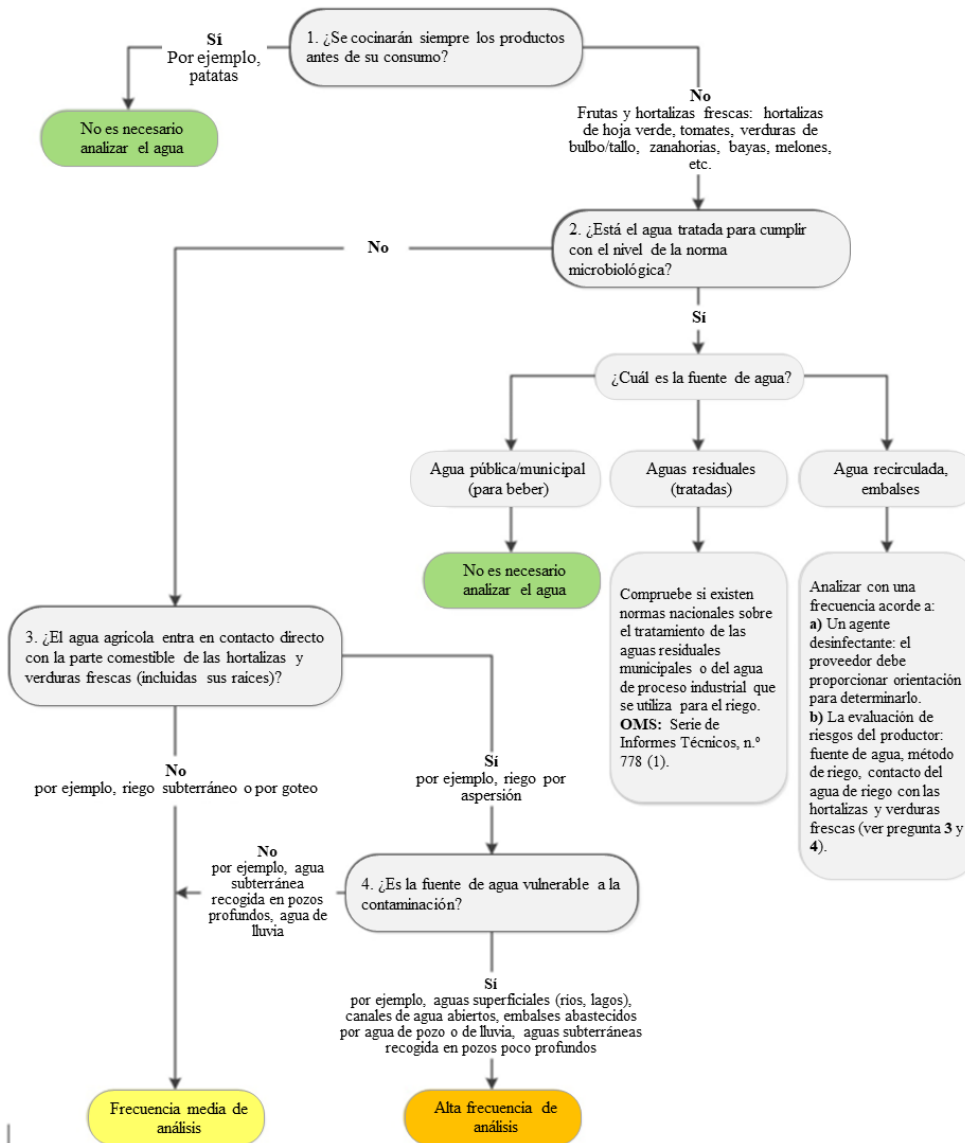 1. ¿Se cocinarán siempre los productos
antes de su consumo?
Sí
Por ejemplo,
patatas
No es necesario
analizar el agua
No
Frutas y hortalizas frescas: hortalizas
de hoja verde, tomates, verduras de
bulbo/tallo, zanahorias, bayas, melones,
etc.
2. ¿Está el agua tratada para cumplir
con el nivel de la norma
microbiológica?
No
Sí
¿Cuál es la fuente de agua?
Agua pública/municipal
(para beber)
Aguas residuales
(tratadas)
Agua recirculada,
embalses
No es necesario
analizar el agua
Compruebe si existen
normas nacionales sobre
el tratamiento de las
aguas residuales
municipales o del agua
de proceso industrial que
se utiliza para el riego.
OMS: Serie de
Informes Técnicos, n.º
778 (1).
Analizar con una
frecuencia acorde a:
a) Un agente
desinfectante: el
proveedor debe
proporcionar orientación
para determinarlo.
b) La evaluación de
riesgos del productor:
fuente de agua, método
de riego, contacto del
agua de riego con las
hortalizas y verduras
frescas (ver pregunta 3 y
4).
3. ¿El agua agrícola entra en contacto directo
con la parte comestible de las hortalizas y
verduras frescas (incluidas sus raíces)?
No
por ejemplo, riego subterráneo o por goteo
Sí
por ejemplo, riego por
aspersión
4. ¿Es la fuente de agua vulnerable a la
contaminación?
No
por ejemplo, agua
subterránea
recogida en pozos
profundos, agua de
lluvia
Sí
por ejemplo, aguas superficiales (ríos, lagos),
canales de agua abiertos, embalses abastecidos
por agua de pozo o de lluvia, aguas subterráneas
recogida en pozos poco profundos
Frecuencia media de
análisis
Alta frecuencia de
análisis